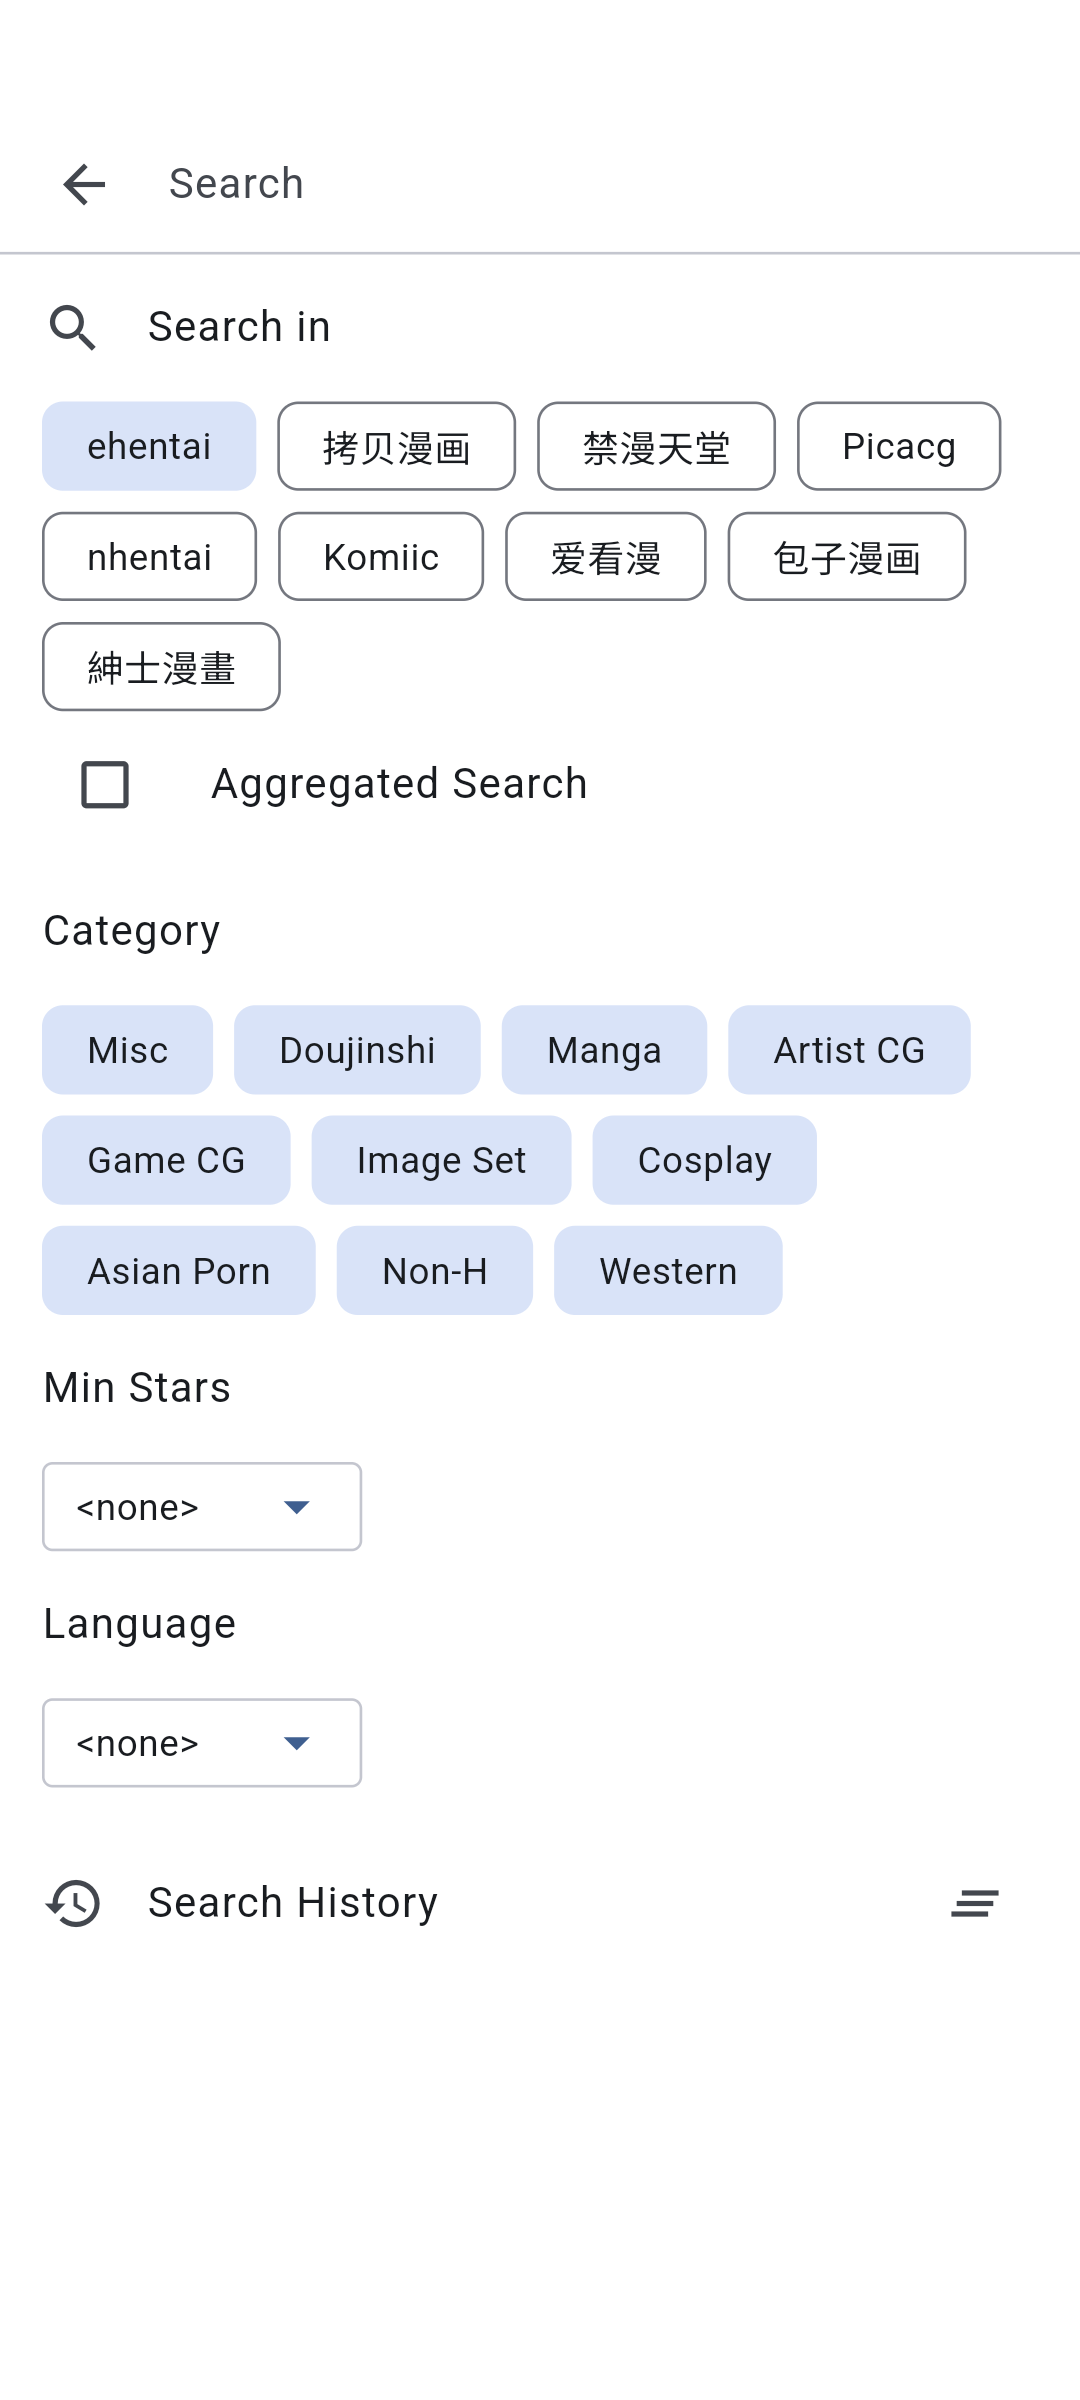 Search
Search in
ehentai 拷贝漫画 禁漫天堂 Picacg
nhentai Komiic 爱看漫 包子漫画
紳士漫畫
Aggregated Search
Category
Misc Doujinshi Manga Artist CG
Game CG Image Set Cosplay
Asian Porn Non-H Western
Min Stars
<none>
Language
<none>
Search History